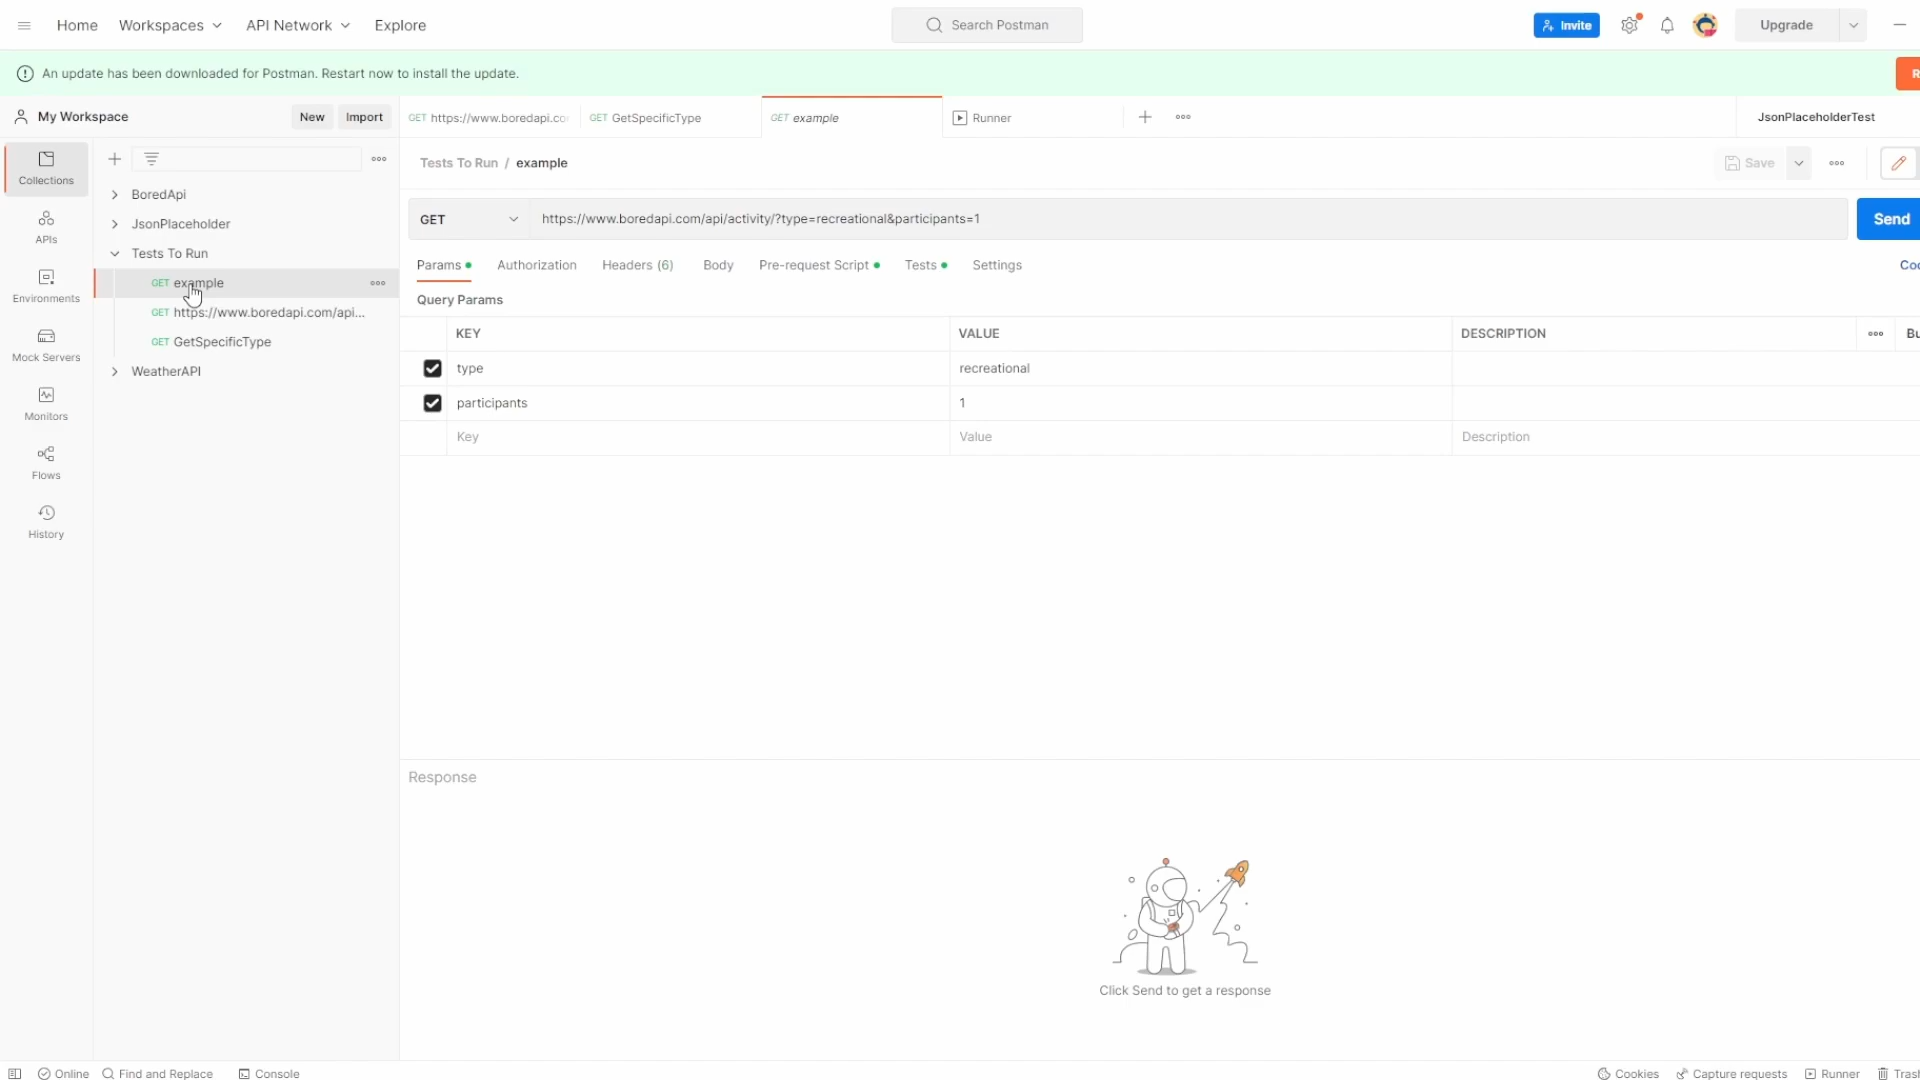 Home Workspaces API Network Explore Search Postman Invite Upgrade
An update has been downloaded for Postman. Restart now to install the update.
My Workspace New Import GET https://www.boredapi.co GET GetSpecificType GET example Runner JsonPlaceholderTest
Tests To Run / example Save
Collections
BoredApi
JsonPlaceholder
Tests To Run
GET example
GET https://www.boredapi.com/api...
GET GetSpecificType
WeatherAPI
APIs
Environments
Mock Servers
Monitors
Flows
History
GET https://www.boredapi.com/api/activity/?type=recreational&participants=1 Send
Params Authorization Headers (6) Body Pre-request Script Tests Settings
Query Params
KEY VALUE DESCRIPTION
type recreational
participants 1
Key Value Description
Response
Click Send to get a response
Online Find and Replace Console Cookies Capture requests Runner Trash